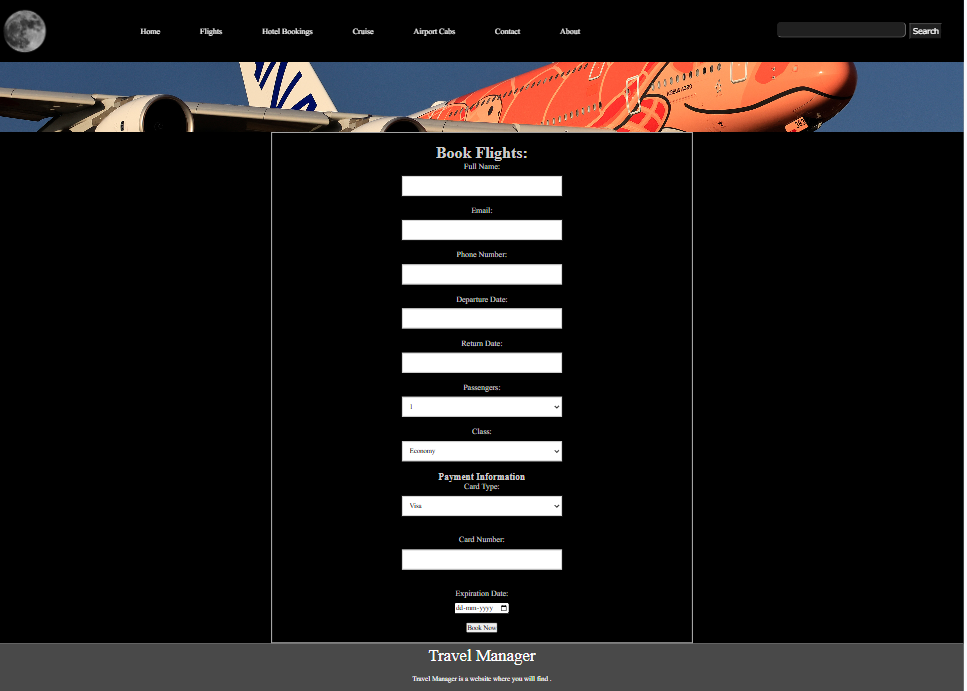 Home Flights Hotel Bookings Cruise Airport Cabs Contact About Search
Book Flights:
Full Name:
Email:
Phone Number:
Departure Date:
Return Date:
Passengers:
1
Class:
Economy
Payment Information
Card Type:
Visa
Card Number:
Expiration Date:
dd-mm-yyyy
Book Now
Travel Manager
Travel Manager is a website where you will find .